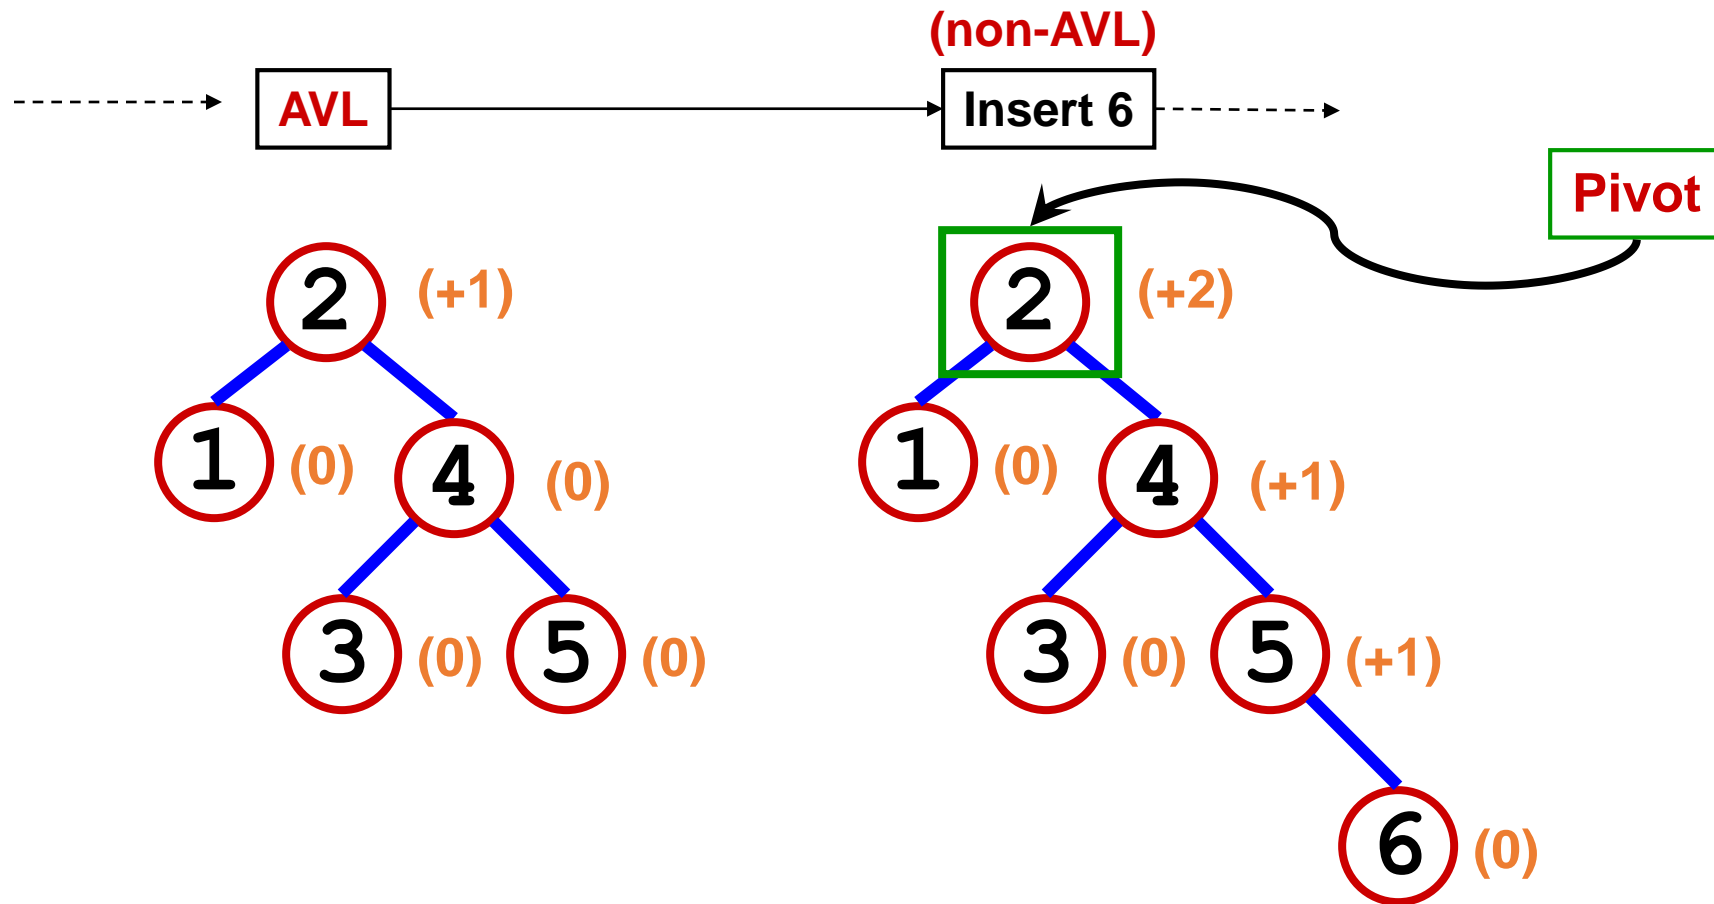 (non-AVL)
AVL
Insert 6
Pivot
2 (+1)
1 (0)
4 (0)
3 (0)
5 (0)
2 (+2)
1 (0)
4 (+1)
3 (0)
5 (+1)
6 (0)